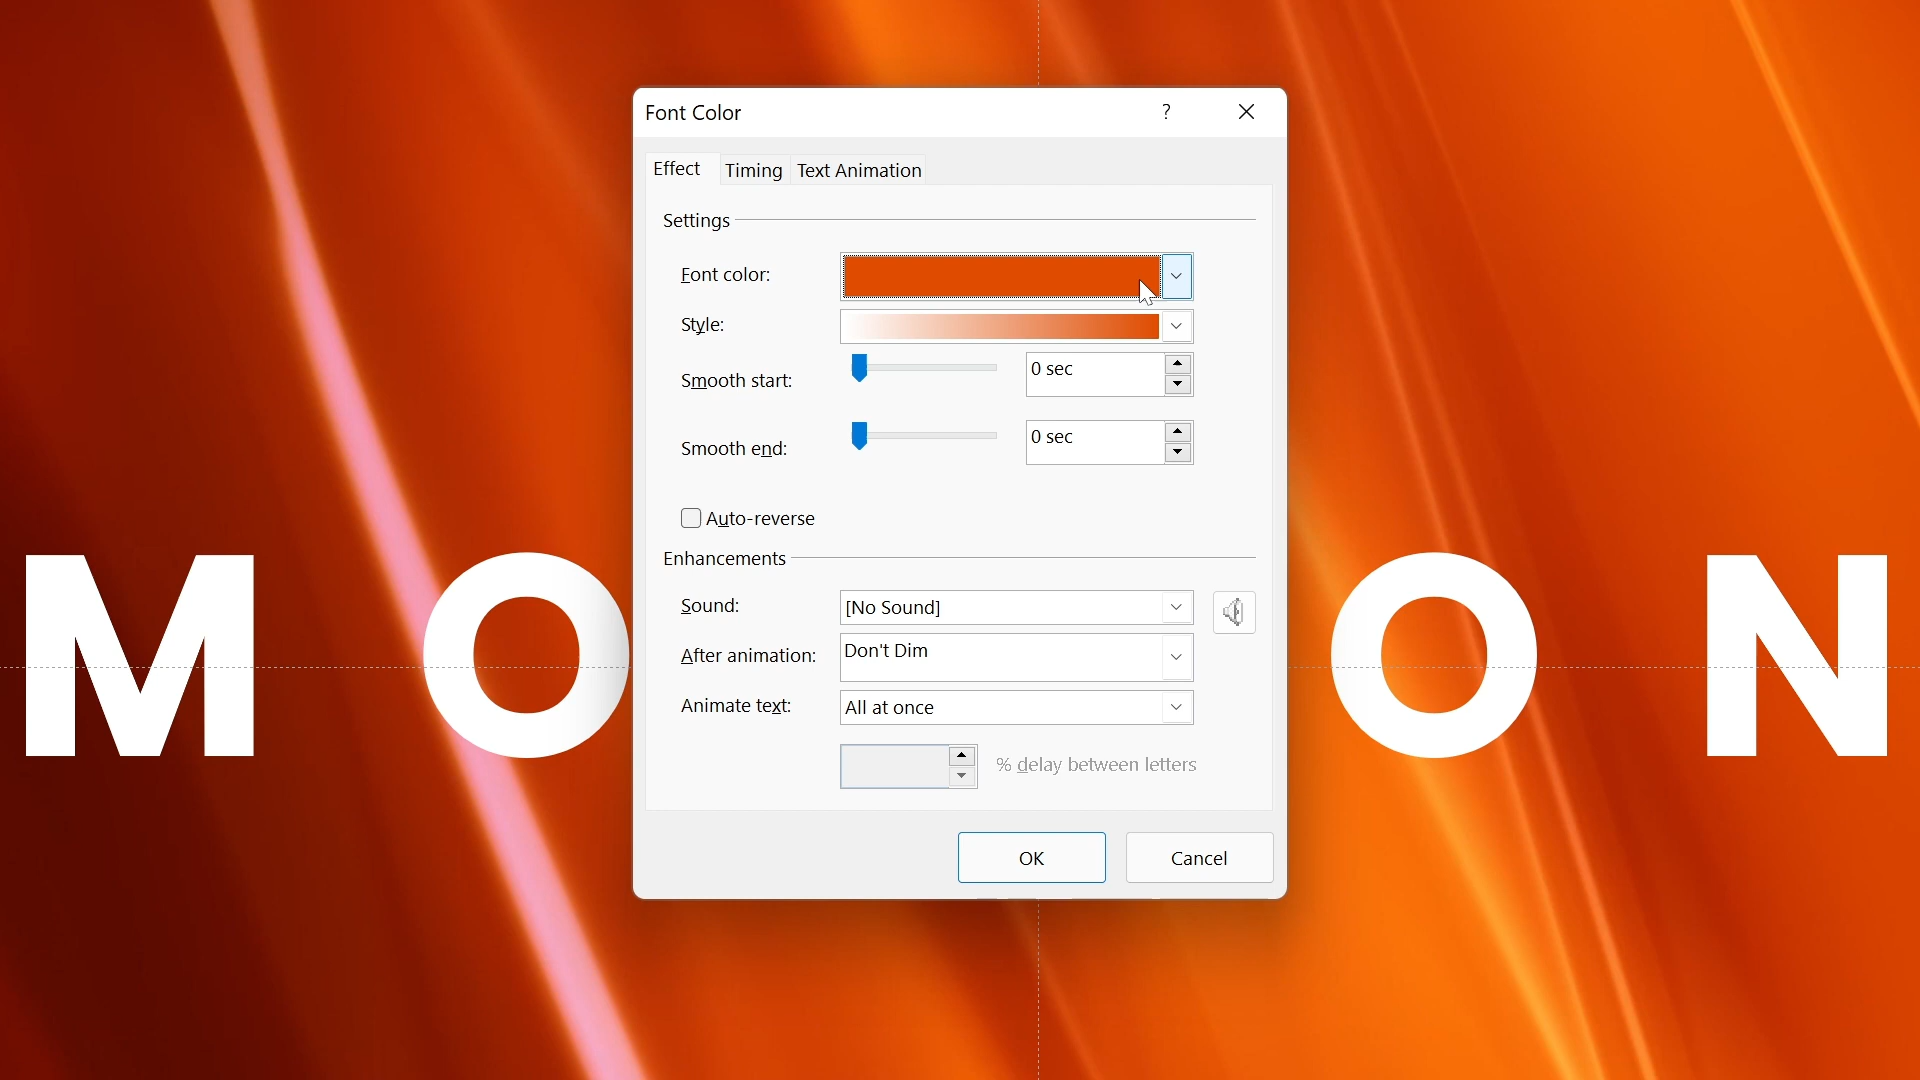 Font Color ?
Effect Timing Text Animation
Settings
Font color:
Style:
Smooth start: 0 sec
Smooth end: 0 sec
Auto-reverse
Enhancements
Sound: [No Sound]
After animation: Don't Dim
Animate text: All at once
% delay between letters
OK Cancel
M O O N